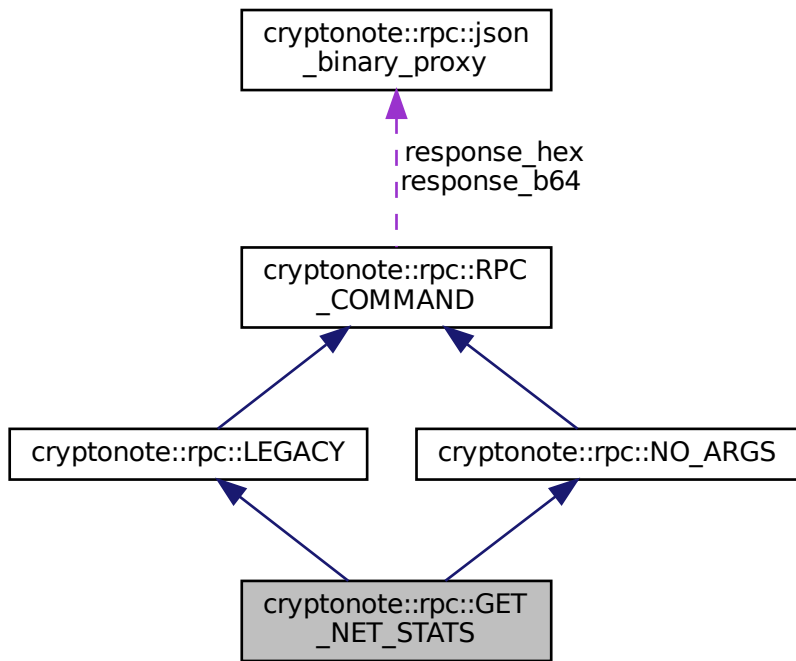 cryptonote::rpc::json
_binary_proxy
response_hex
response_b64
cryptonote::rpc::RPC
_COMMAND
cryptonote::rpc::LEGACY
cryptonote::rpc::NO_ARGS
cryptonote::rpc::GET
_NET_STATS